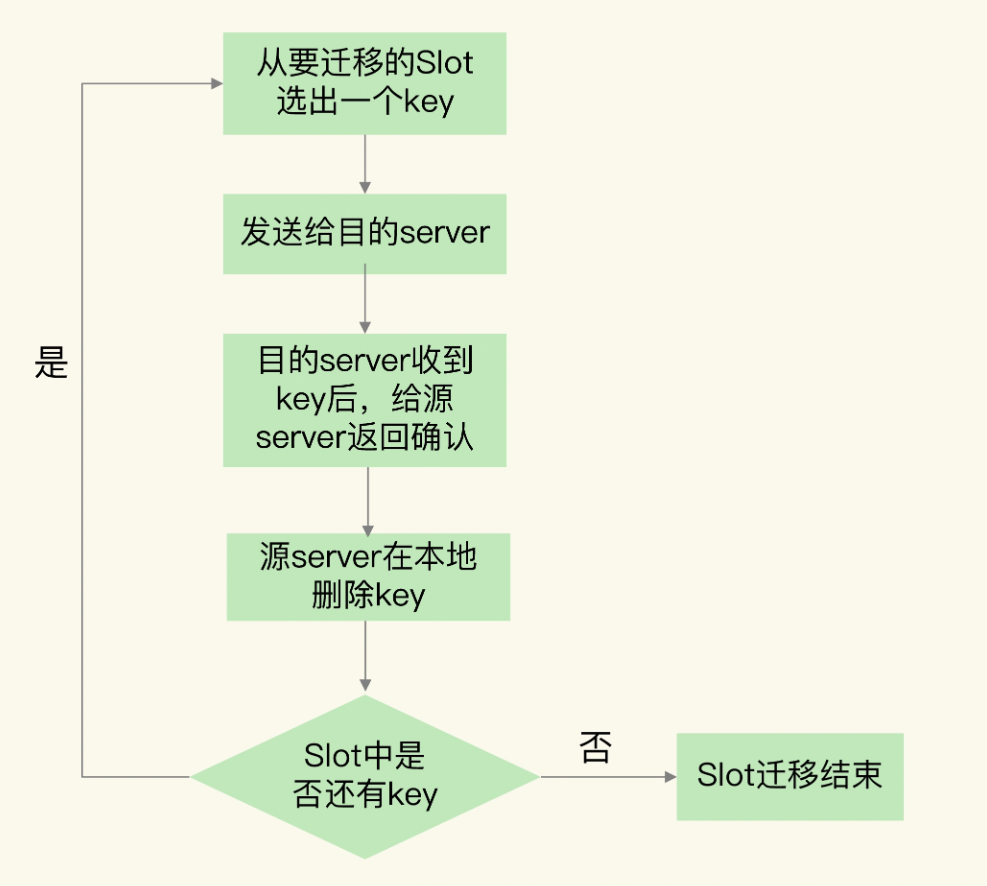 从要迁移的Slot
选出一个key
发送给目的server
是
目的server收到
key后，给源
server返回确认
源server在本地
删除key
Slot中是
否还有key
否
Slot迁移结束